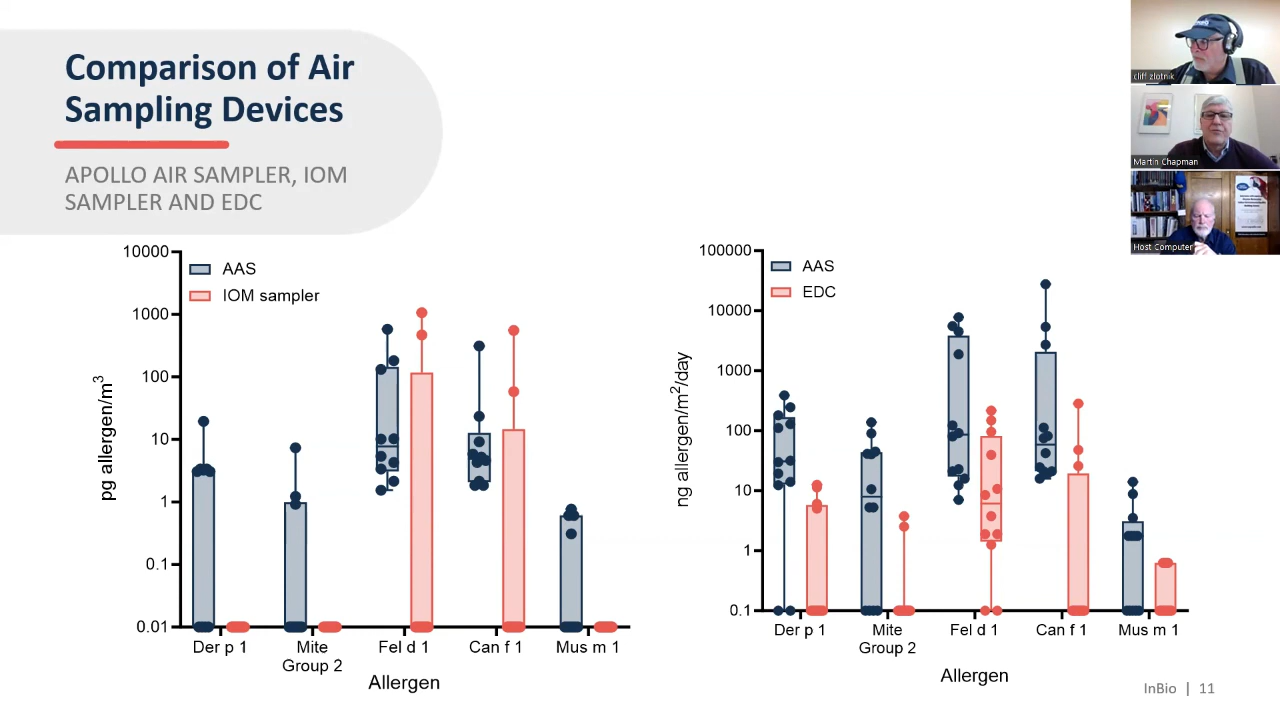 Comparison of Air
Sampling Devices
APOLLO AIR SAMPLER, IOM
SAMPLER AND EDC
cliff zlotnik
Martin Chapman
Host Computer
10000
1000
100
10
1
0.1
0.01
pg allergen/m3
AAS
IOM sampler
Der p 1
Mite
Group 2
Fel d 1
Can f 1
Mus m 1
Allergen
100000
10000
1000
100
10
1
0.1
ng allergen/m2/day
AAS
EDC
Der p 1
Mite
Group 2
Fel d 1
Can f 1
Mus m 1
Allergen
InBio | 11